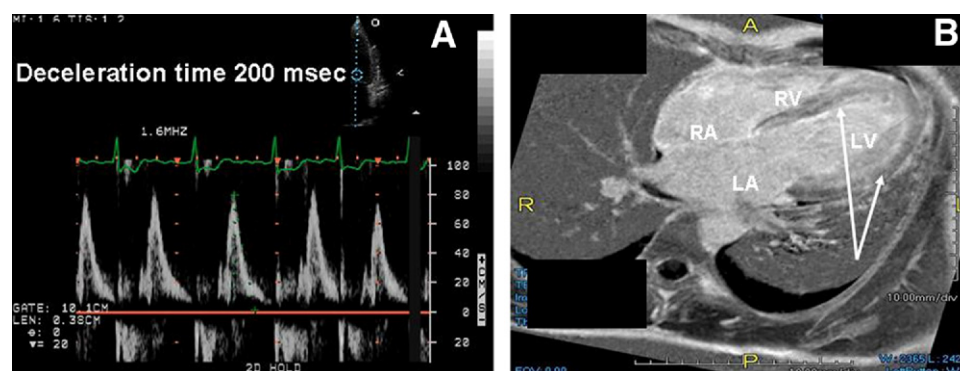 MI:1.6 TIS:1.2
A
Deceleration time 200 msec
1.6MHZ
100
80
60
40
20
0
20
CM/S
GATE: 10.1CM
LEN: 0.38CM
0
▼= 20
2D HOLD
B
A
RV
RA
LV
LA
R
P
10.00mm/div